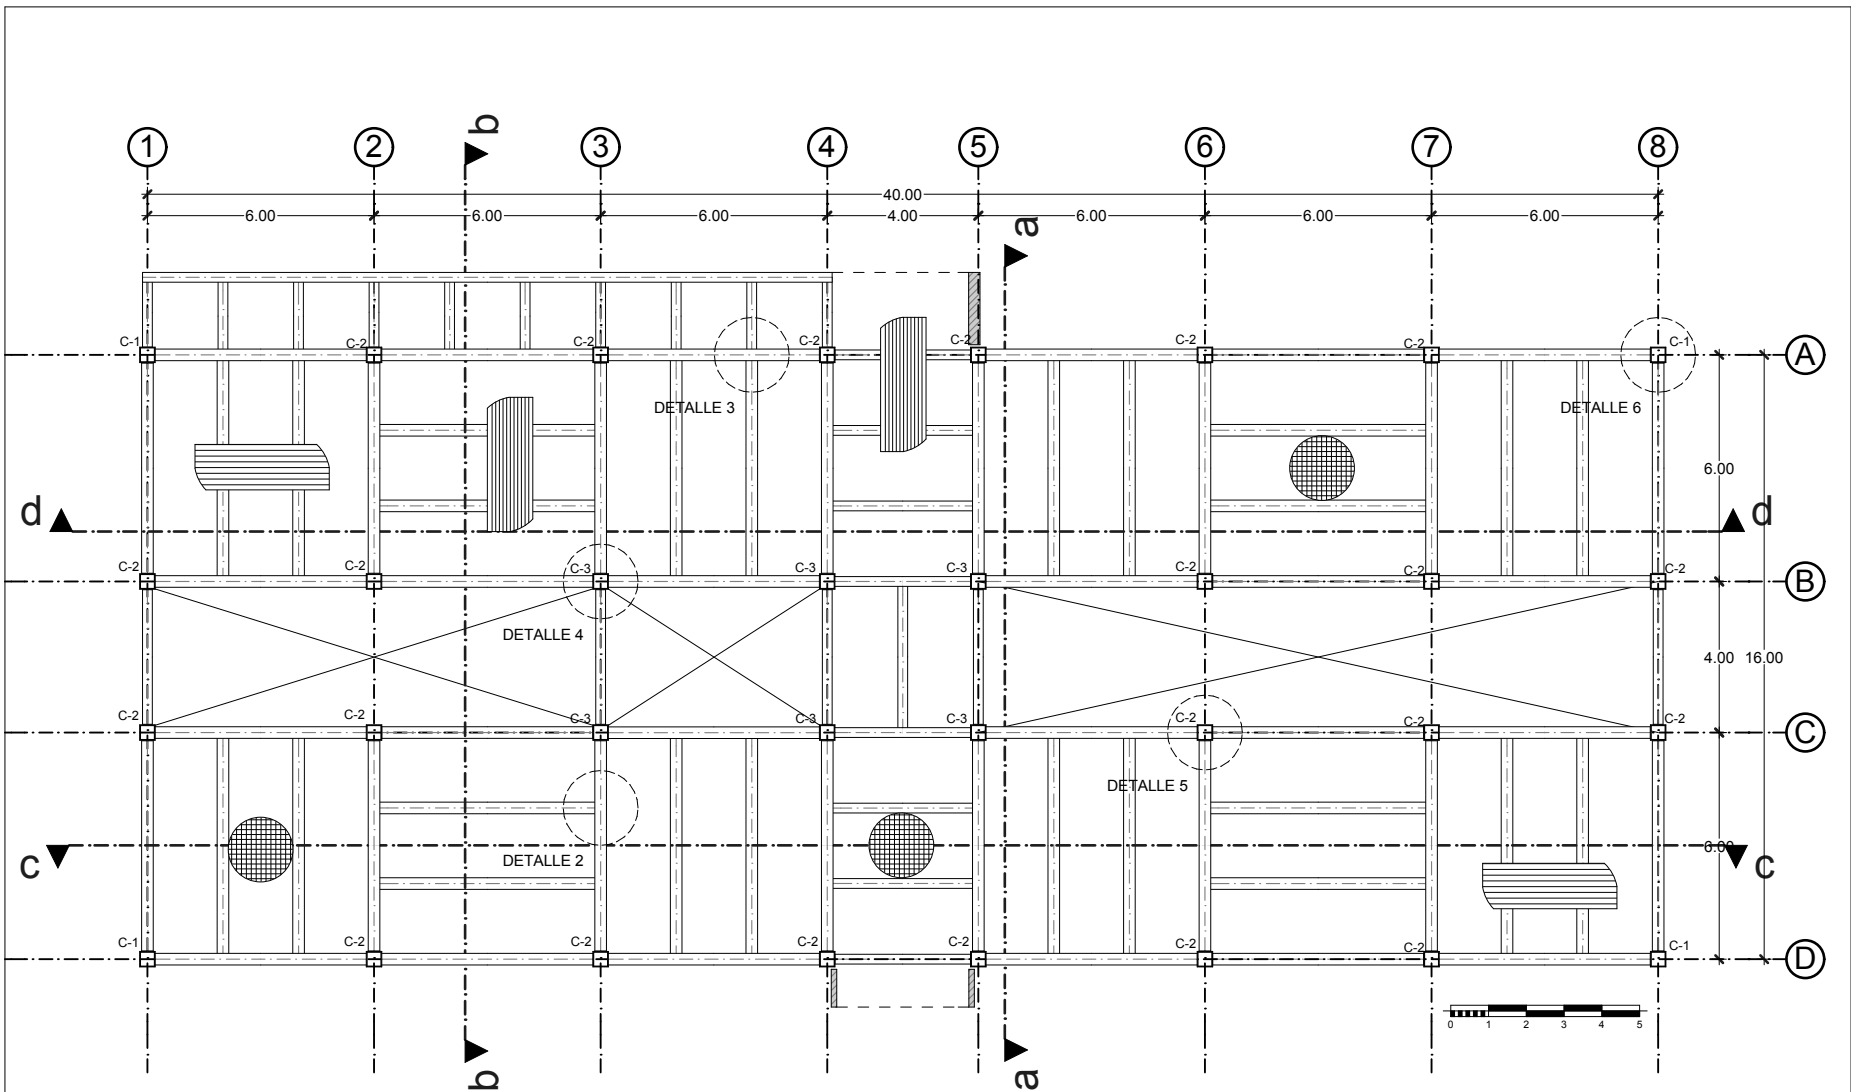 b
1
2
3
4
5
6
7
8
40.00
6.00
6.00
6.00
4.00
6.00
6.00
6.00
a
C-1
C-2
C-2
C-2
C-2
C-2
C-2
C-1
A
DETALLE 3
DETALLE 6
6.00
d
d
C-2
C-2
C-3
C-3
C-3
C-2
C-2
C-2
B
DETALLE 4
4.00
16.00
C-2
C-2
C-3
C-3
C-3
C-2
C-2
C-2
C
DETALLE 5
6.00
c
DETALLE 2
c
C-1
C-2
C-2
C-2
C-2
C-2
C-2
C-1
D
0 1 2 3 4 5
b
a